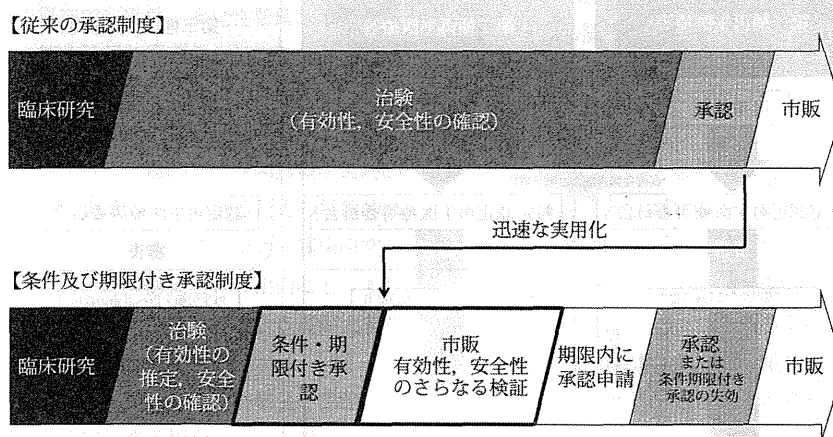 【従来の承認制度】
臨床研究
治験
(有効性，安全性の確認)
承認
市販
迅速な実用化
【条件及び期限付き承認制度】
臨床研究
治験
(有効性の
推定，安全
性の確認)
条件・期
限付き承
認
市販
有効性，安全性
のさらなる検証
期限内に
承認申請
承認
または
条件期限付き
承認の失効
市販